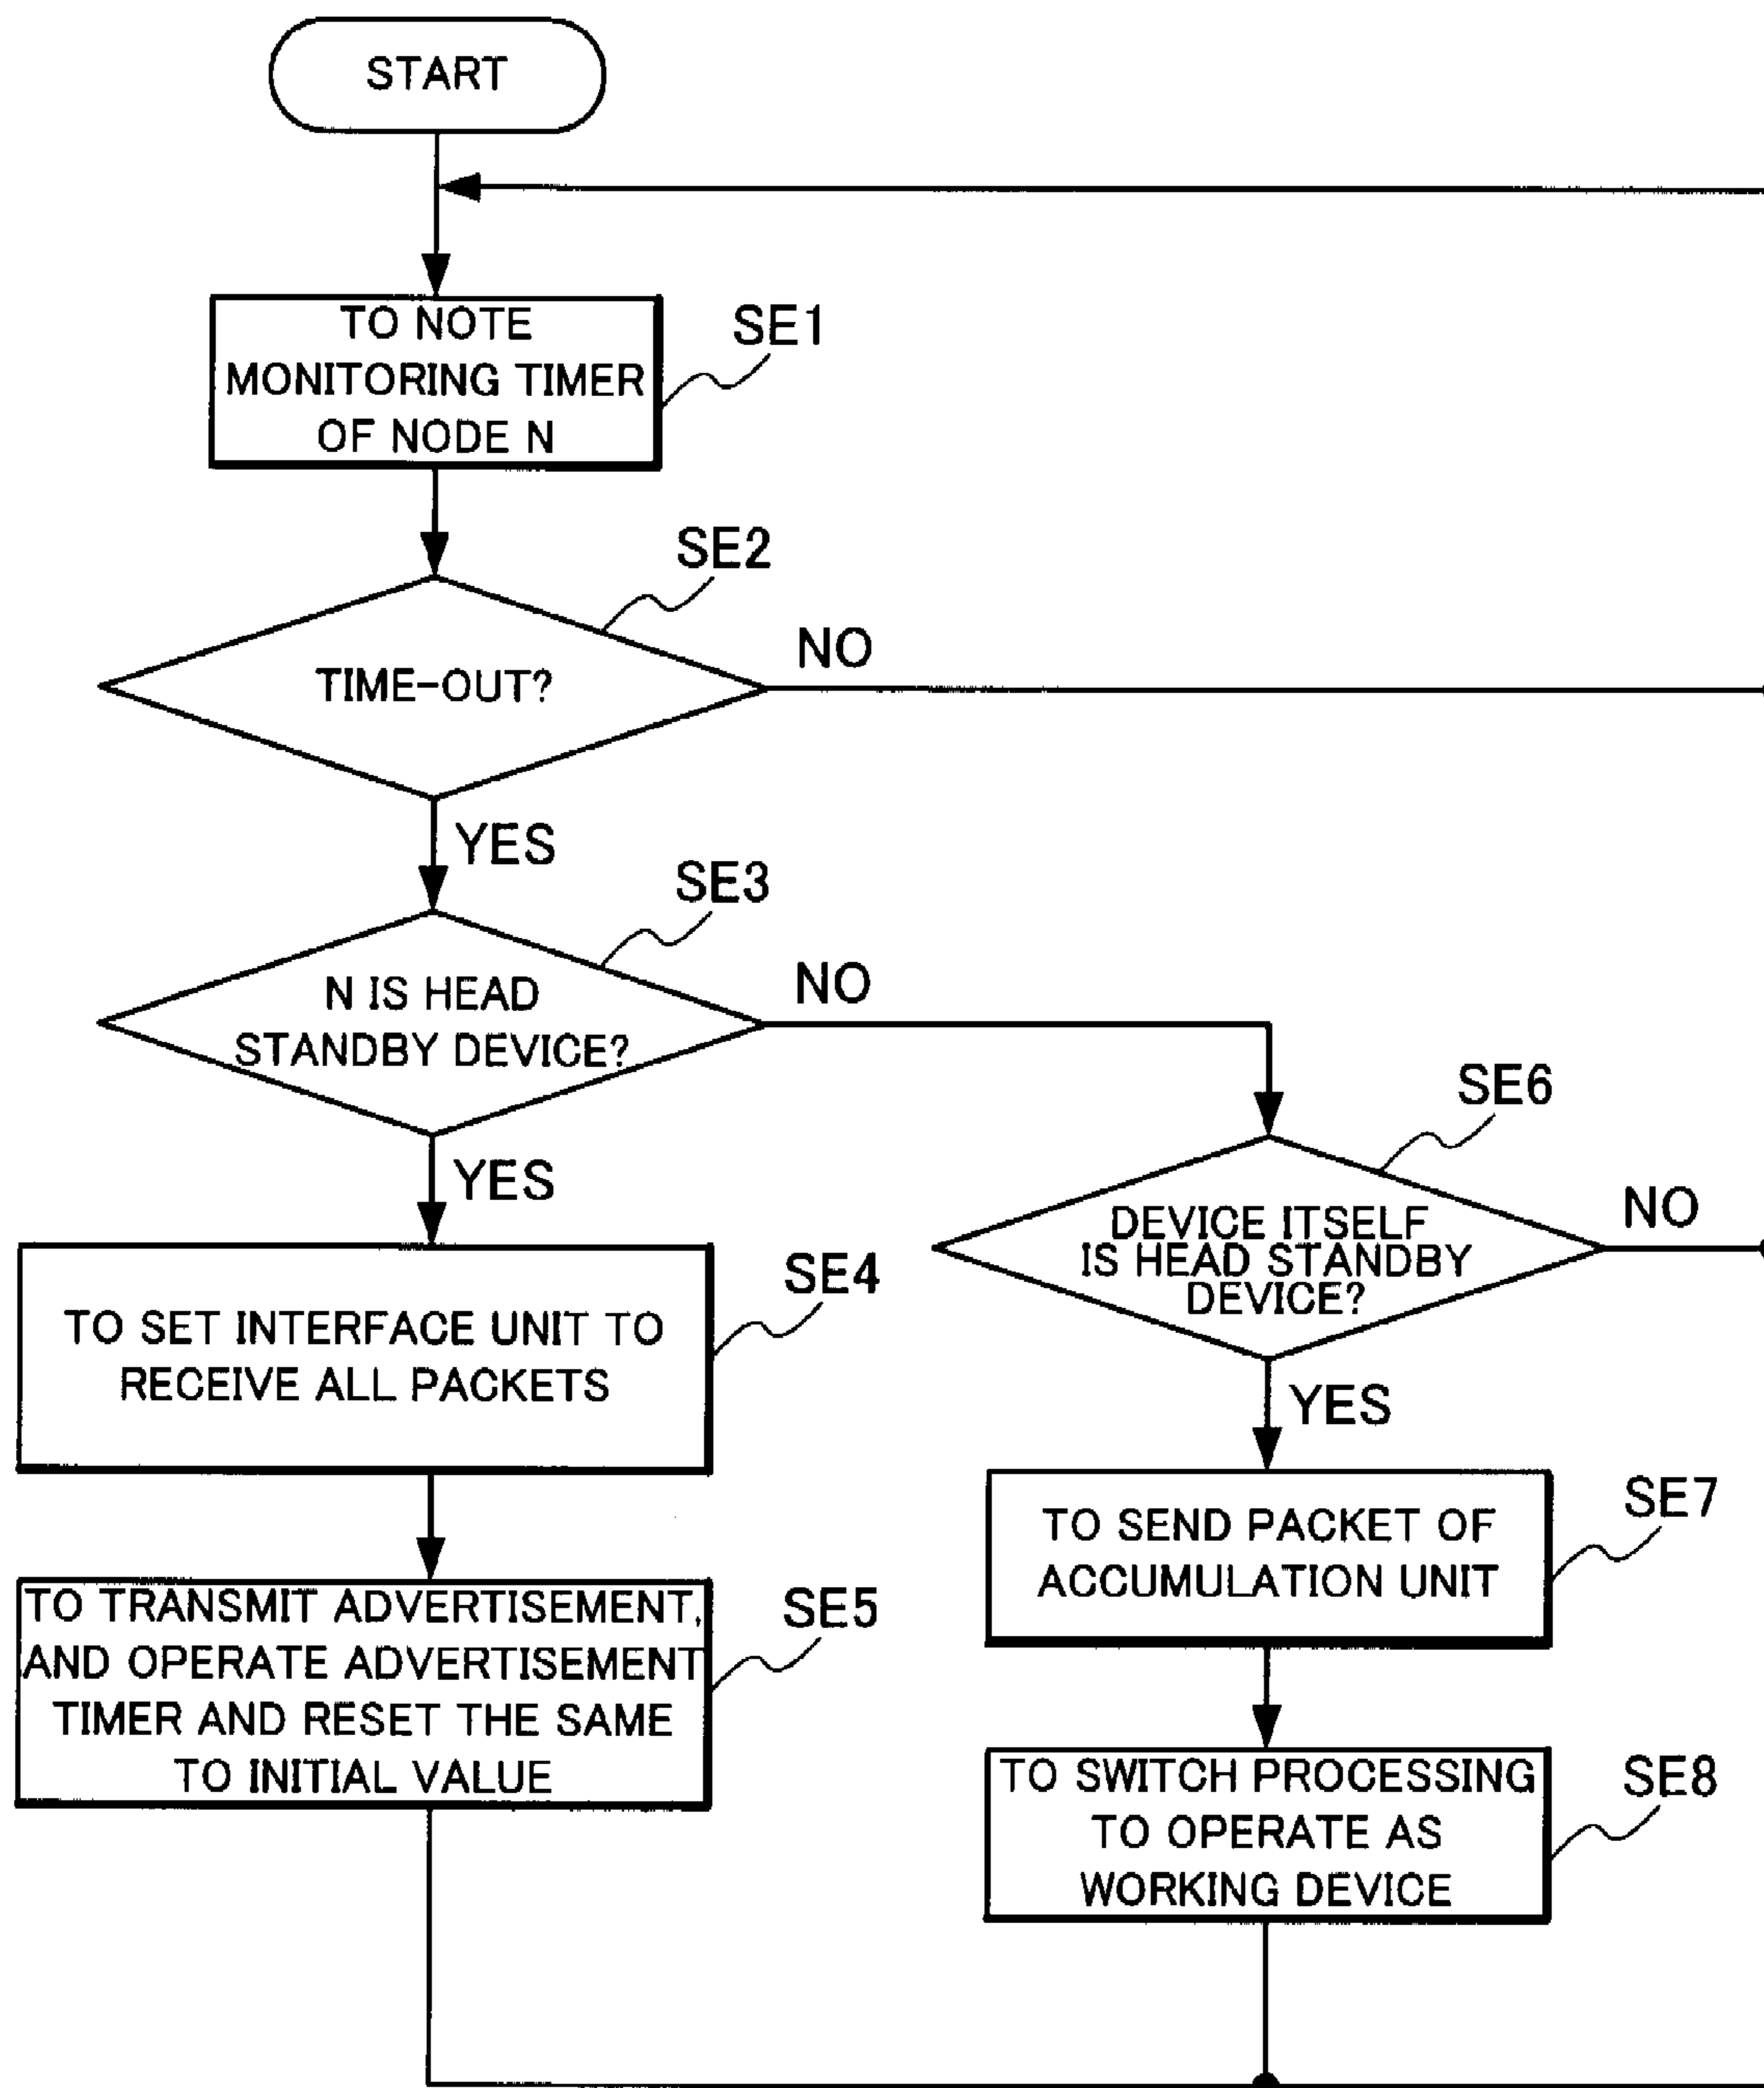 START
TO NOTE
MONITORING TIMER
OF NODE N
SE1
TIME-OUT?
SE2
NO
YES
N IS HEAD
STANDBY DEVICE?
SE3
NO
YES
TO SET INTERFACE UNIT TO
RECEIVE ALL PACKETS
SE4
TO TRANSMIT ADVERTISEMENT,
AND OPERATE ADVERTISEMENT
TIMER AND RESET THE SAME
TO INITIAL VALUE
SE5
DEVICE ITSELF
IS HEAD STANDBY
DEVICE?
SE6
NO
YES
TO SEND PACKET OF
ACCUMULATION UNIT
SE7
TO SWITCH PROCESSING
TO OPERATE AS
WORKING DEVICE
SE8